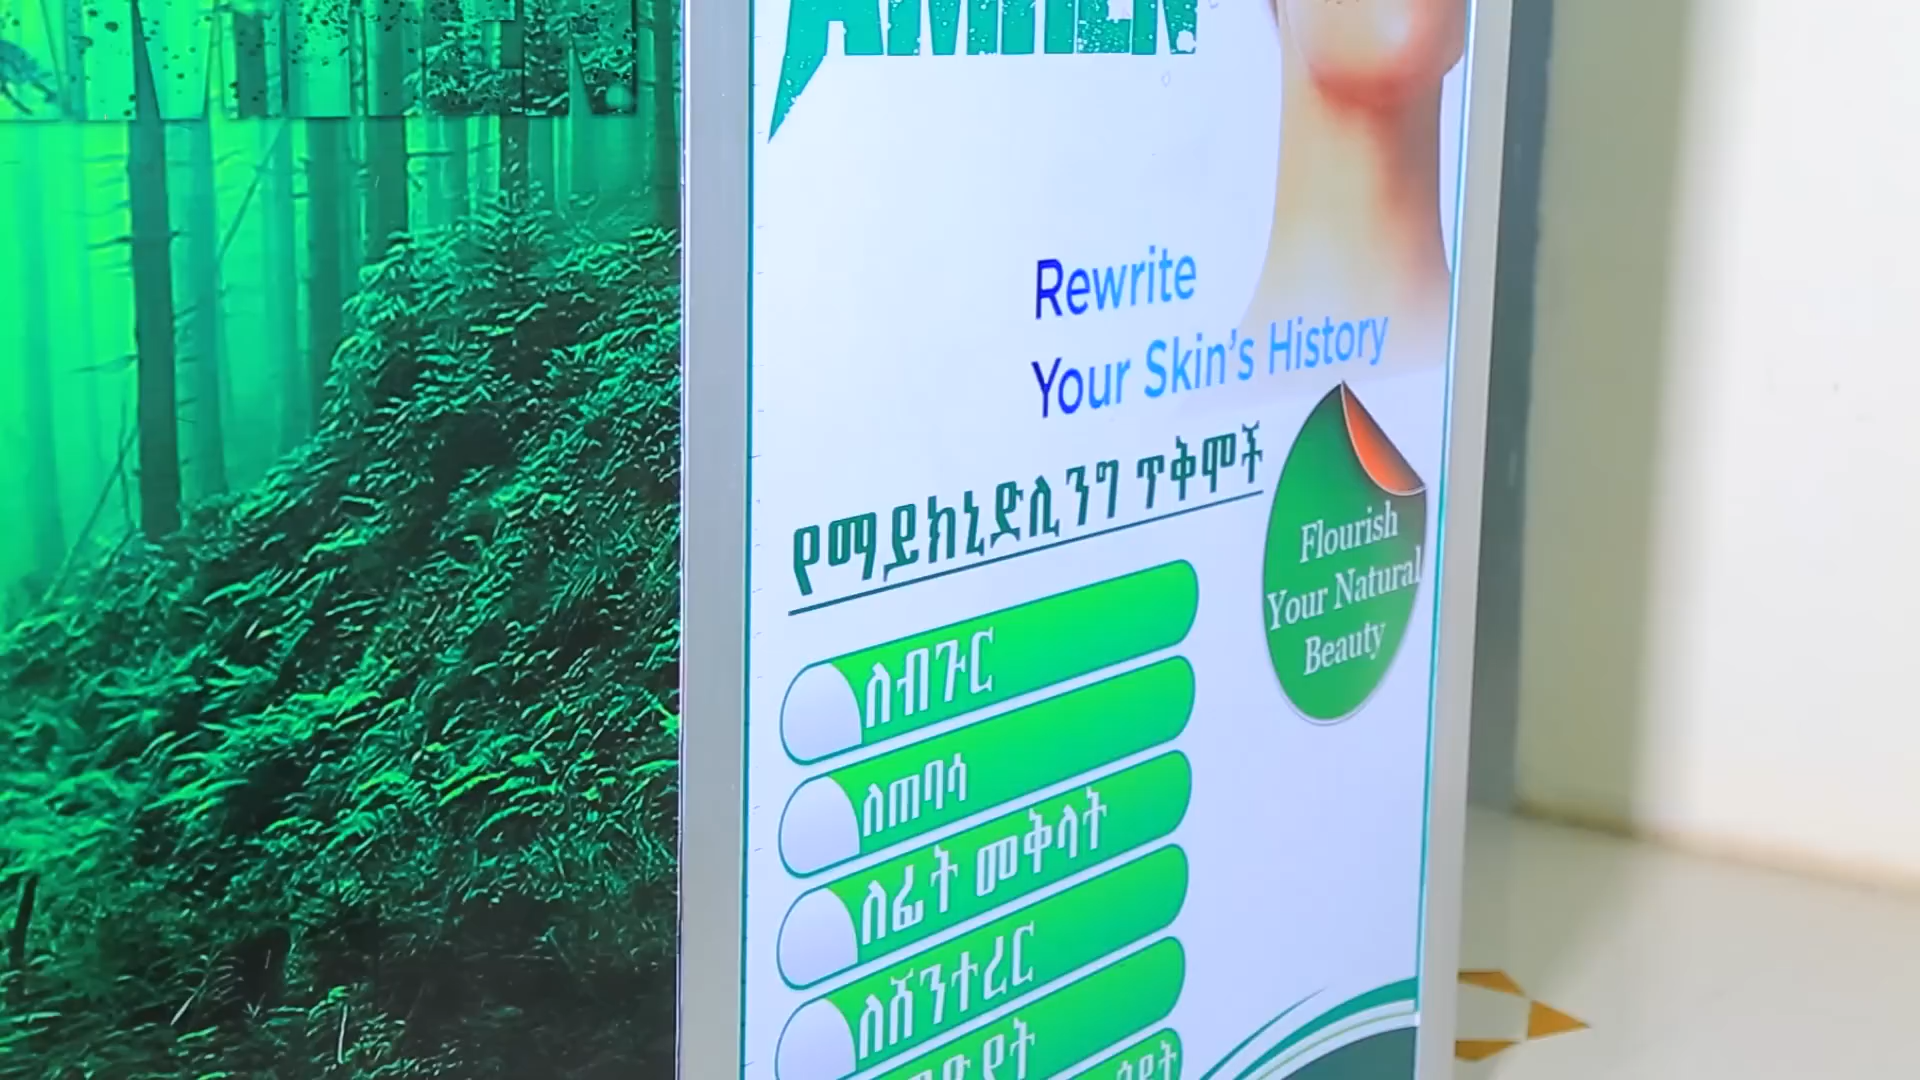 Rewrite
Your Skin's History
የማይክኒድሊንግ ጥቅሞች
Flourish
Your Natural
Beauty
ለብጉር
ለጠባሳ
ለፊት መቅላት
ለሸንተረር